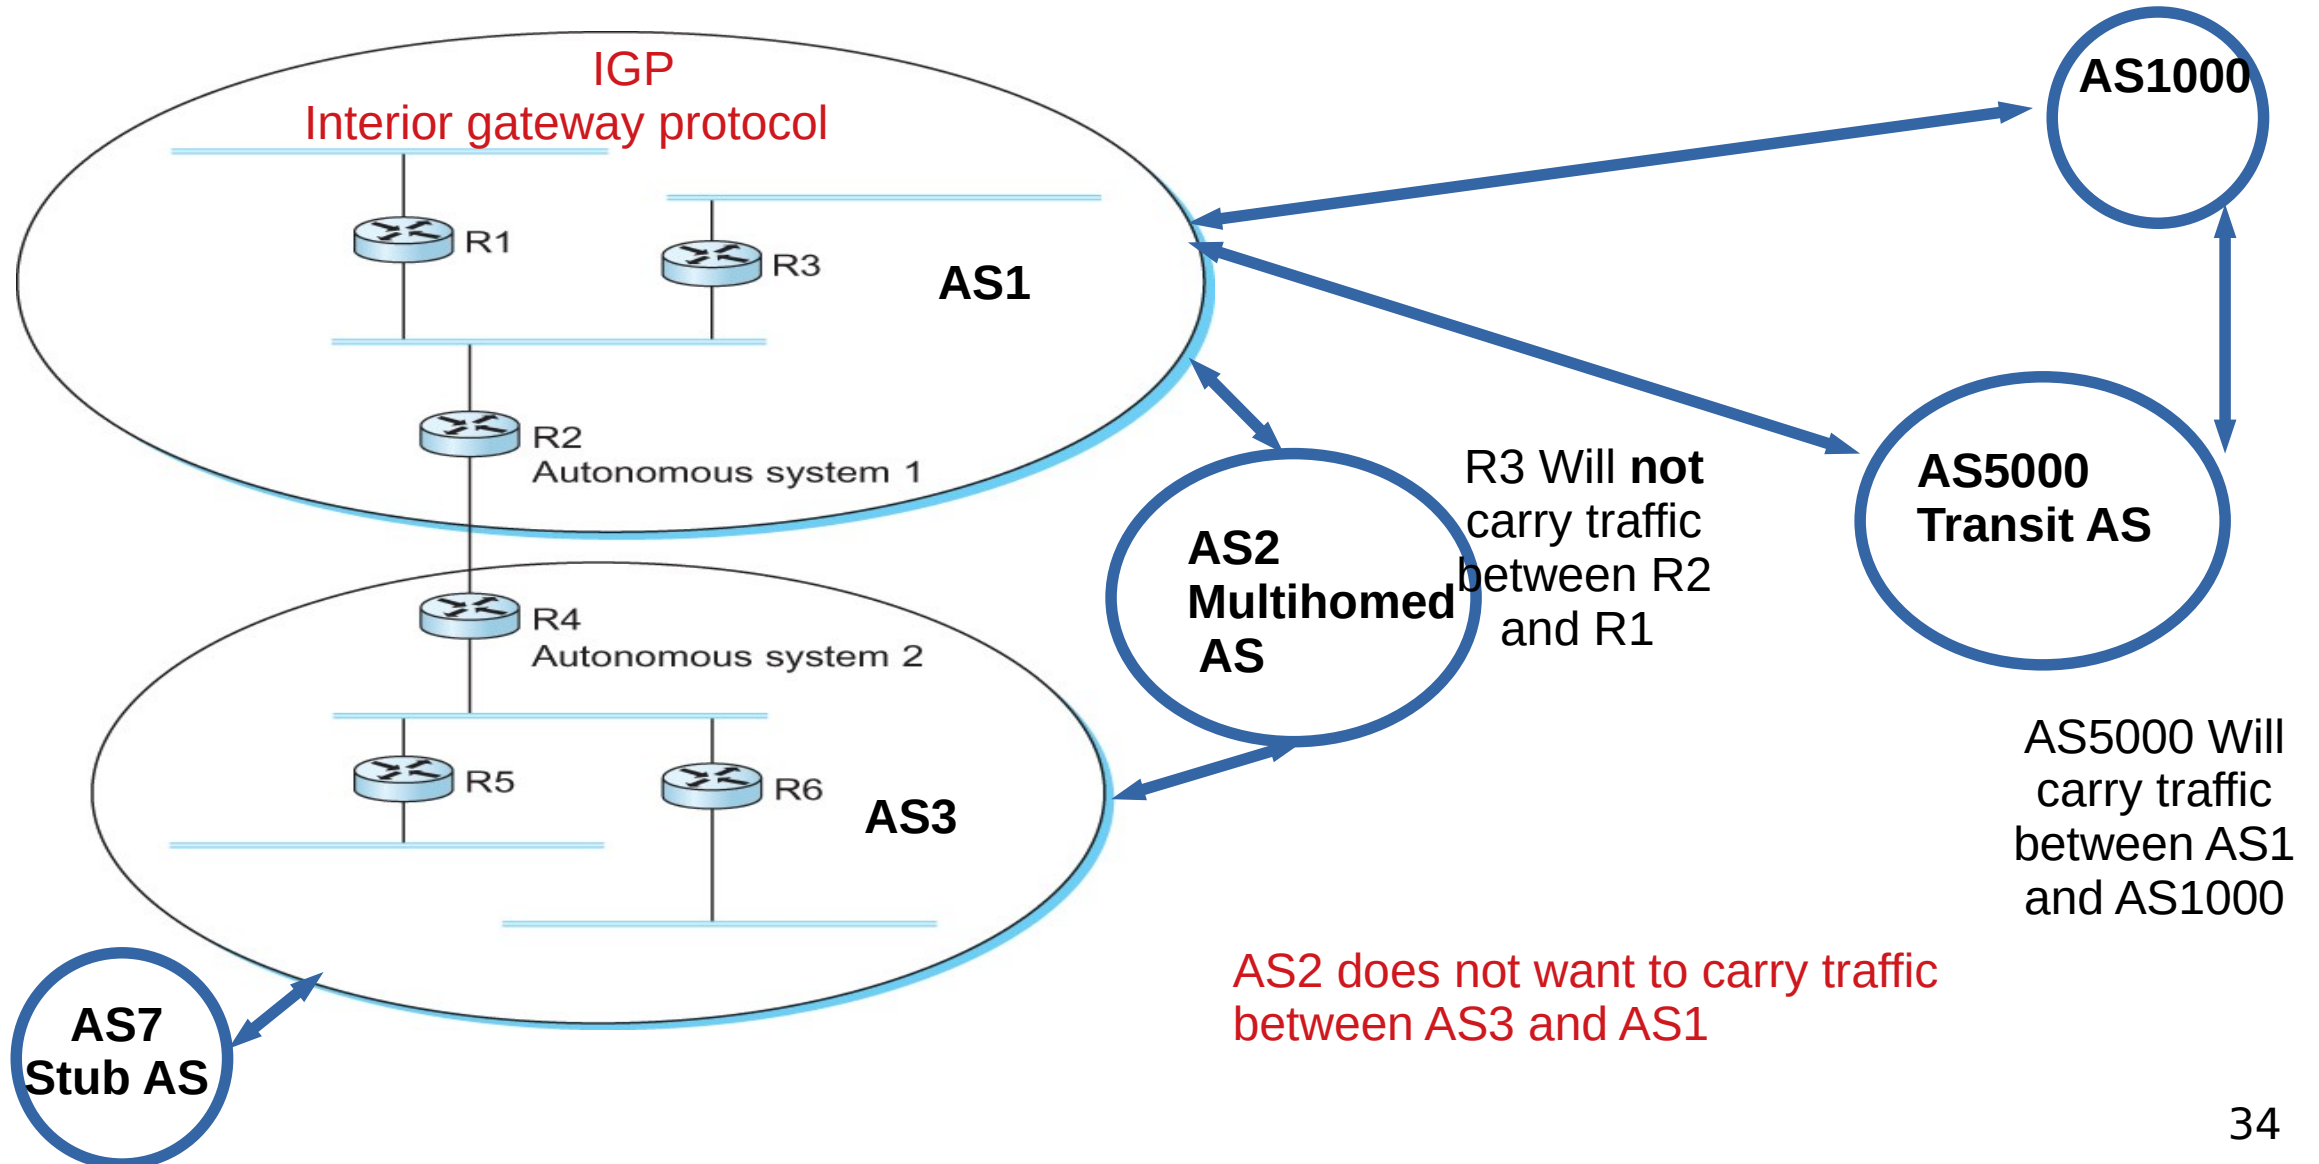 IGP
Interior gateway protocol
R1
R3
AS1
R2
Autonomous system 1
AS1000
AS5000
Transit AS
R3 Will not
carry traffic
between R2
and R1
AS2
Multihomed
AS
R4
Autonomous system 2
R5
R6
AS3
AS5000 Will
carry traffic
between AS1
and AS1000
AS2 does not want to carry traffic
between AS3 and AS1
AS7
Stub AS
34